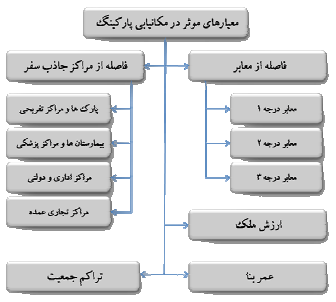 معیارهای موثر در مکانیابی پارکینگ
فاصله از معابر
فاصله از مراکز جاذب سفر
معابر درجه ۱
معابر درجه ۲
معابر درجه ۳
پارک ها و مراکز تفریحی
بیمارستان ها و مراکز پزشکی
مراکز اداری و دولتی
مراکز تجاری عمده
ارزش ملک
عمر بنا
تراکم جمعیت